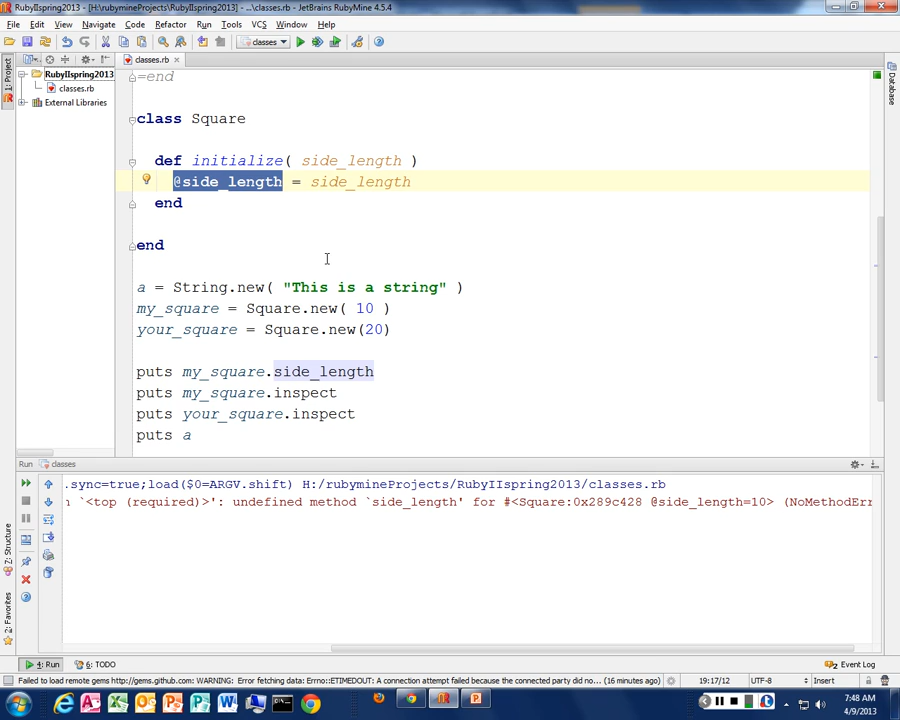 RubyIIspring2013 - [H:\rubymineProjects\RubyIIspring2013] - ...\classes.rb - JetBrains RubyMine 4.5.4
File Edit View Navigate Code Refactor Run Tools VCS Window Help
classes
1: Project
classes.rb
Database
RubyIIspring2013
classes.rb
External Libraries
=end
class Square
def initialize( side_length )
@side_length = side_length
end
end
a = String.new( "This is a string" )
my_square = Square.new( 10 )
your_square = Square.new(20)
puts my_square.side_length
puts my_square.inspect
puts your_square.inspect
puts a
Run classes
.sync=true;load($0=ARGV.shift) H:/rubymineProjects/RubyIIspring2013/classes.rb
`<top (required)>': undefined method `side_length' for #<Square:0x289c428 @side_length=10> (NoMethodErr
Z: Structure
2: Favorites
4: Run 6: TODO
2 Event Log
Failed to load remote gems http://gems.github.com: WARNING: Error fetching data: Errno::ETIMEDOUT: A connection attempt failed because the connected party did no... (16 minutes ago)
19:17/12 UTF-8 Insert
7:48 AM
4/9/2013